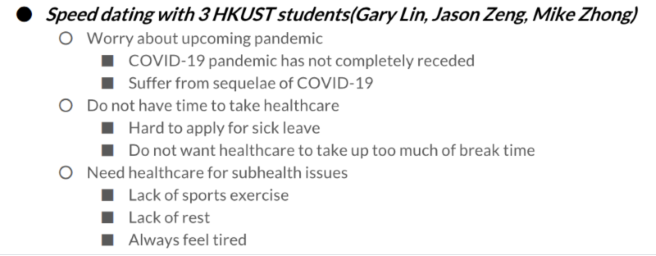 Speed dating with 3 HKUST students(Gary Lin, Jason Zeng, Mike Zhong)
Worry about upcoming pandemic
COVID-19 pandemic has not completely receded
Suffer from sequelae of COVID-19
Do not have time to take healthcare
Hard to apply for sick leave
Do not want healthcare to take up too much of break time
Need healthcare for subhealth issues
Lack of sports exercise
Lack of rest
Always feel tired